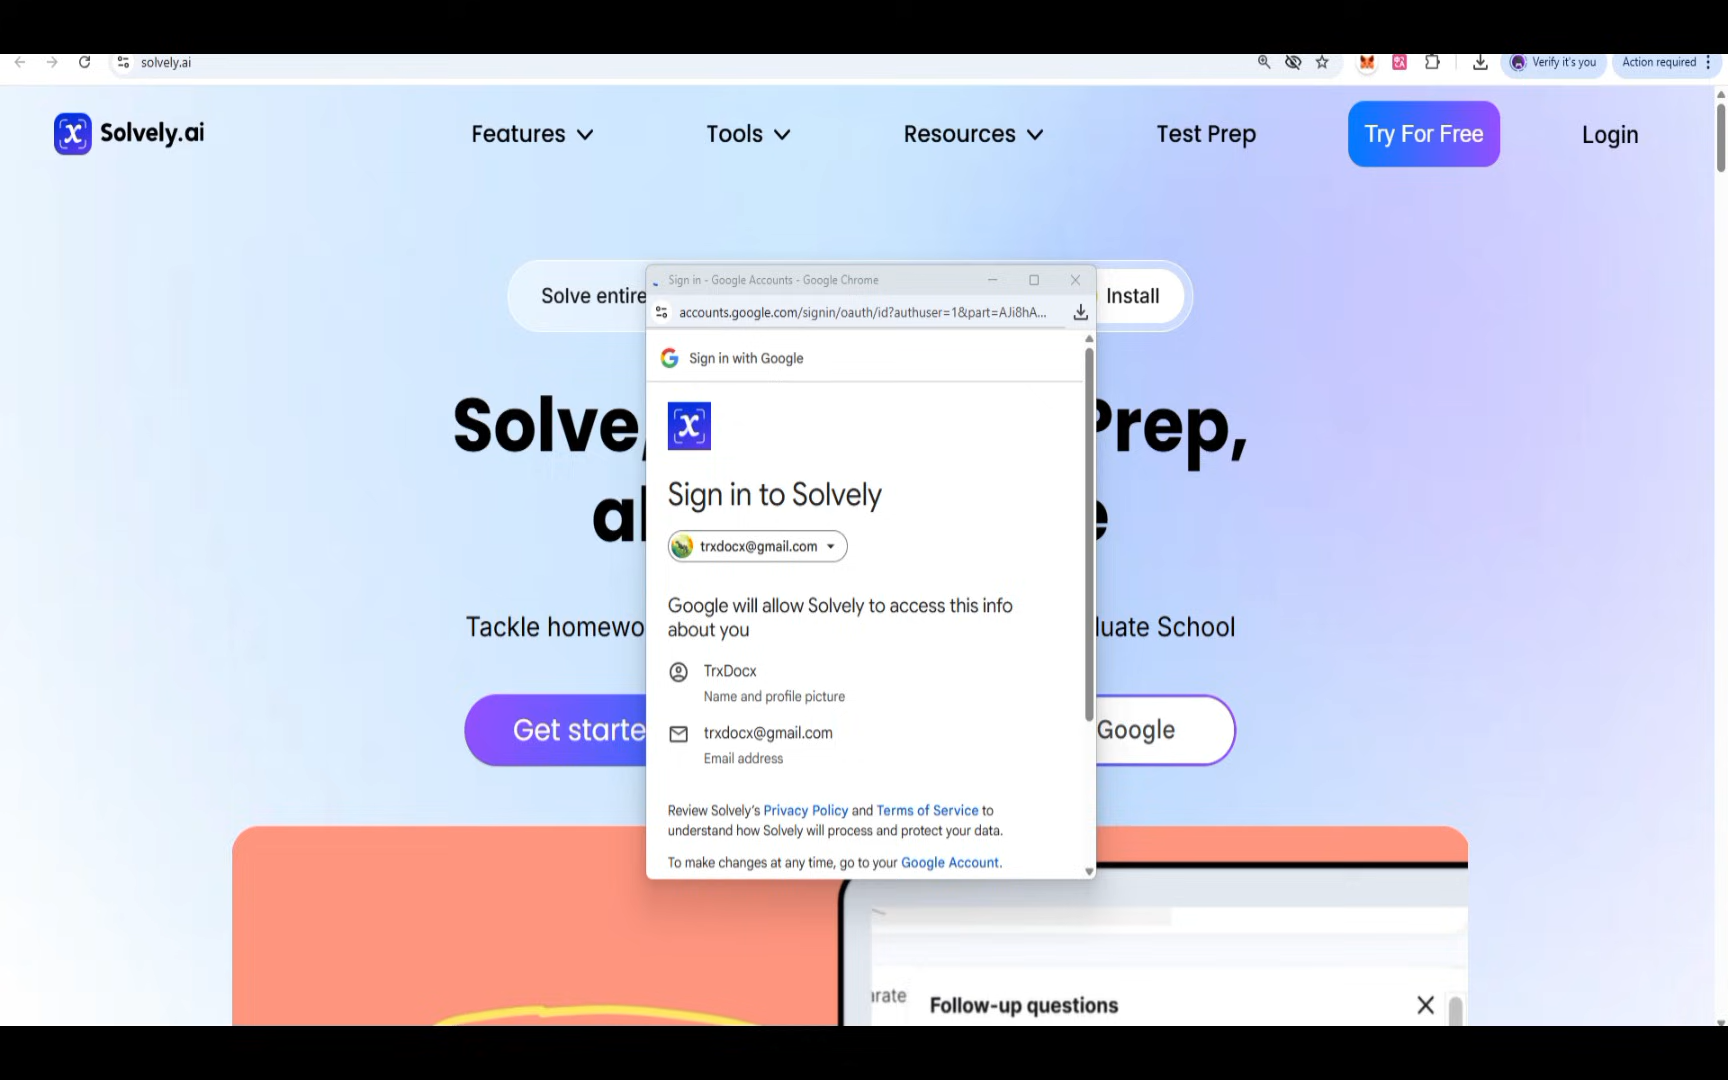 solvely.ai
Verify it's you
Action required
Solvely.ai
Features
Tools
Resources
Test Prep
Try For Free
Login
Solve entire
Install
Sign in - Google Accounts - Google Chrome
accounts.google.com/signin/oauth/id?authuser=1&part=AJi8hA...
Sign in with Google
Solve,
Prep,
Sign in to Solvely
al
e
trxdocx@gmail.com
Google will allow Solvely to access this info
about you
Tackle homewo
duate School
TrxDocx
Name and profile picture
Get starte
Google
trxdocx@gmail.com
Email address
Review Solvely's Privacy Policy and Terms of Service to
understand how Solvely will process and protect your data.
To make changes at any time, go to your Google Account.
arate
Follow-up questions